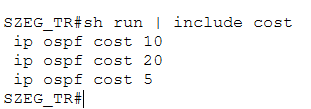 SZEG_TR#sh run | include cost
ip ospf cost 10
ip ospf cost 20
ip ospf cost 5
SZEG_TR#